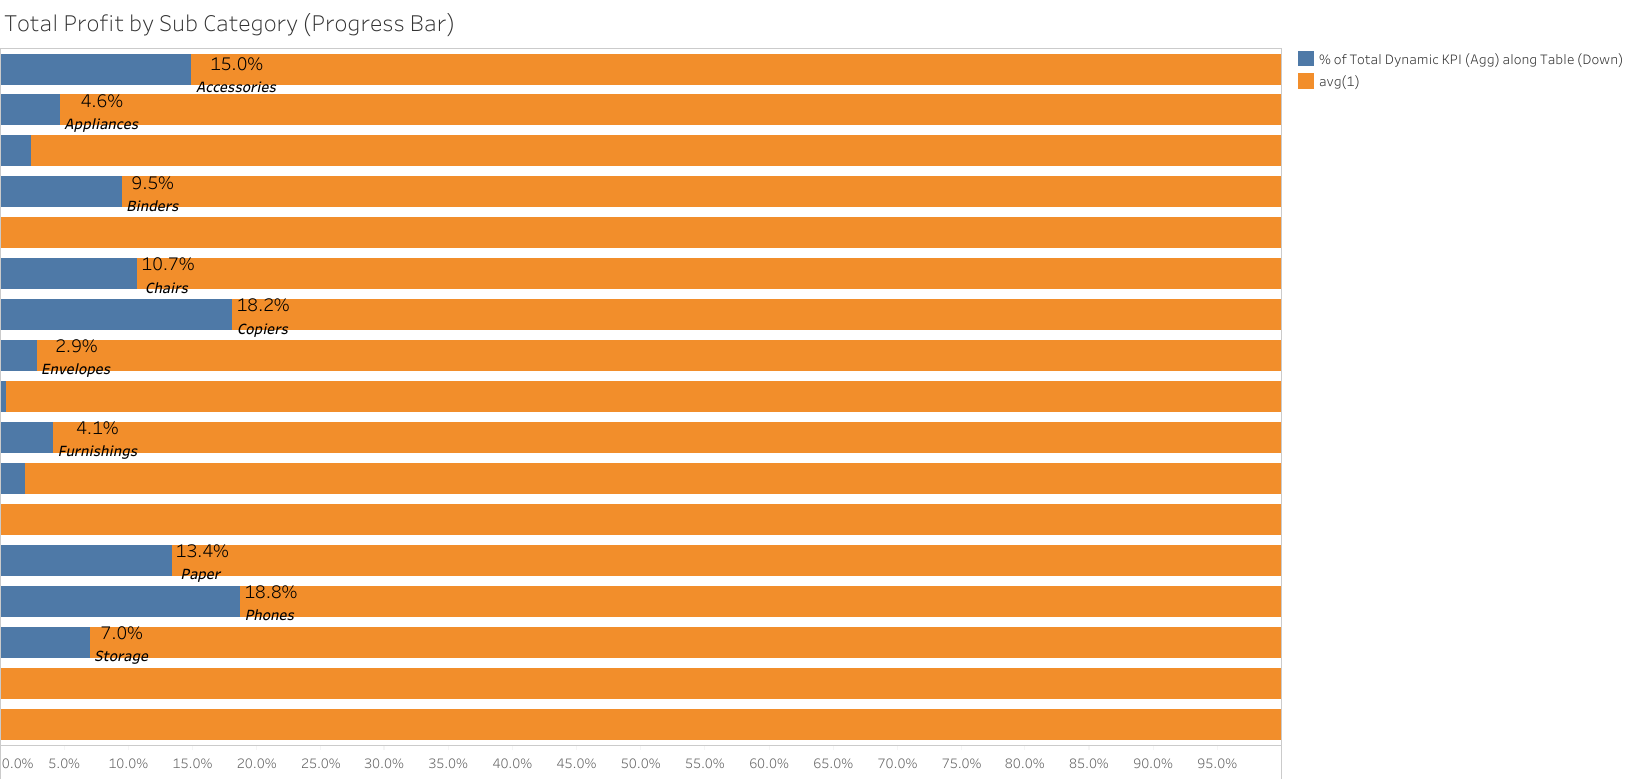 Total Profit by Sub Category (Progress Bar)
% of Total Dynamic KPI (Agg) along Table (Down)
avg(1)
15.0%
Accessories
4.6%
Appliances
9.5%
Binders
10.7%
Chairs
18.2%
Copiers
2.9%
Envelopes
4.1%
Furnishings
13.4%
Paper
18.8%
Phones
7.0%
Storage
0.0% 5.0% 10.0% 15.0% 20.0% 25.0% 30.0% 35.0% 40.0% 45.0% 50.0% 55.0% 60.0% 65.0% 70.0% 75.0% 80.0% 85.0% 90.0% 95.0%